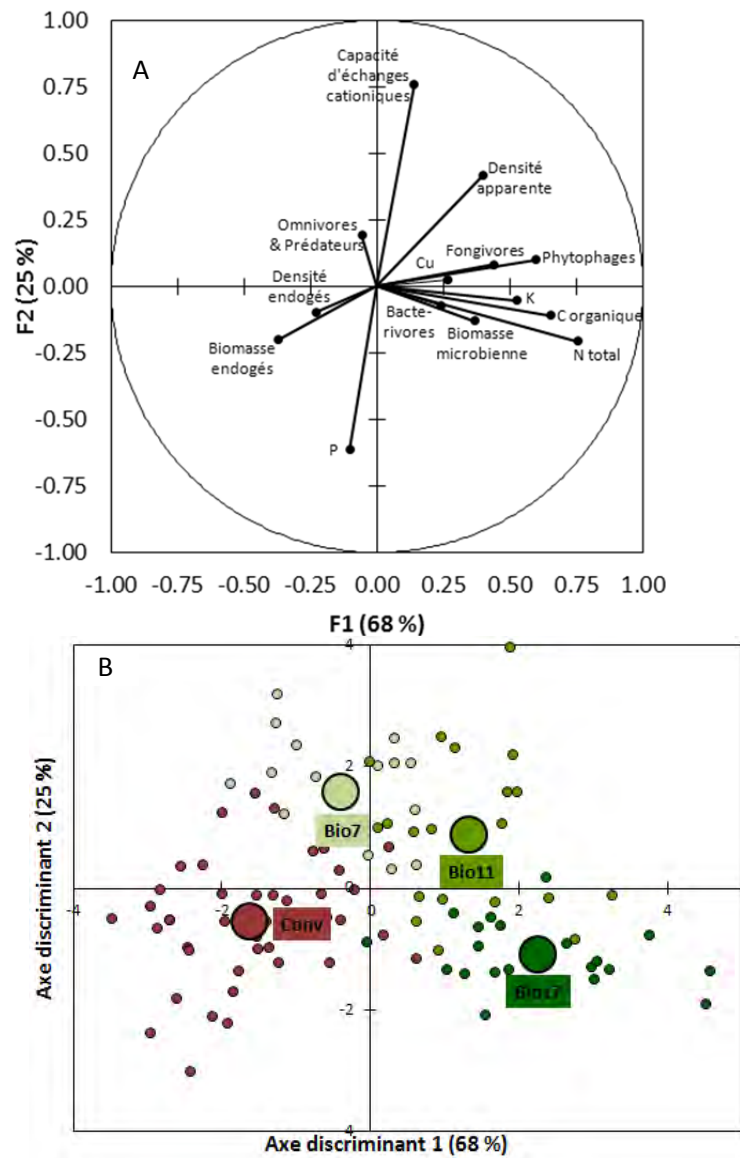 1.00
A
Capacité
d'échanges
cationiques
0.75
0.50
Densité
apparente
0.25
Omnivores
& Prédateurs
Cu
Fongivores
Phytophages
0.00
Densité
endogés
K
Bacte-
rivores
C organique
Biomasse
microbienne
-0.25
Biomasse
endogés
N total
-0.50
P
-0.75
-1.00
F2 (25 %)
-1.00 -0.75 -0.50 -0.25 0.00 0.25 0.50 0.75 1.00
F1 (68 %)
B
4
2
Bio7
Bio11
-4 -2 0 2 4
Conv
Bio17
-2
-4
Axe discriminant 2 (25 %)
Axe discriminant 1 (68 %)